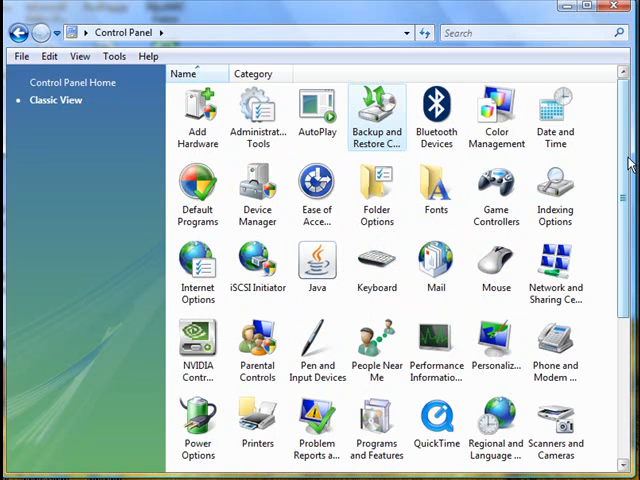 Control Panel
Search
File Edit View Tools Help
Control Panel Home
Classic View
Name Category
Add Hardware
Administrat... Tools
AutoPlay
Backup and Restore C...
Bluetooth Devices
Color Management
Date and Time
Default Programs
Device Manager
Ease of Acce...
Folder Options
Fonts
Game Controllers
Indexing Options
Internet Options
iSCSI Initiator
Java
Keyboard
Mail
Mouse
Network and Sharing Ce...
NVIDIA Contr...
Parental Controls
Pen and Input Devices
People Near Me
Performance Informatio...
Personaliz...
Phone and Modem ...
Power Options
Printers
Problem Reports a...
Programs and Features
QuickTime
Regional and Language ...
Scanners and Cameras